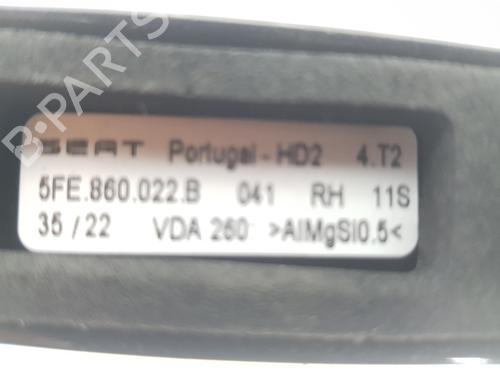 B-PARTS
SEAT Portugal - HD2 4.T2
5FE.860.022.B 041 RH 11S
35 / 22 VDA 260 >AlMgSi0.5<